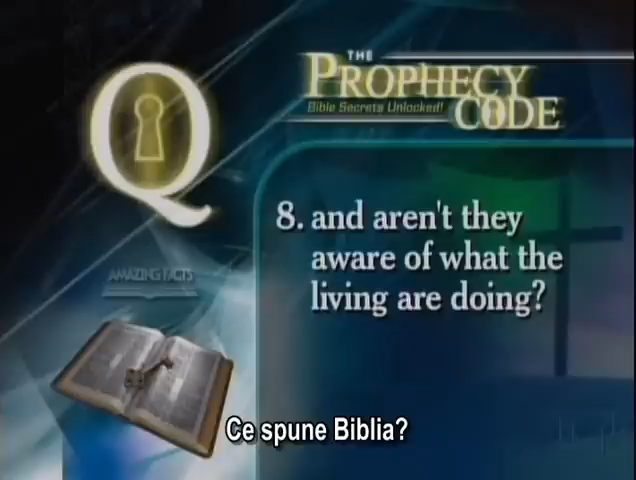 THE
PROPHECY
Bible Secrets Unlocked! CODE
Q
8. and aren't they
aware of what the
living are doing?
AMAZING FACTS
Ce spune Biblia?